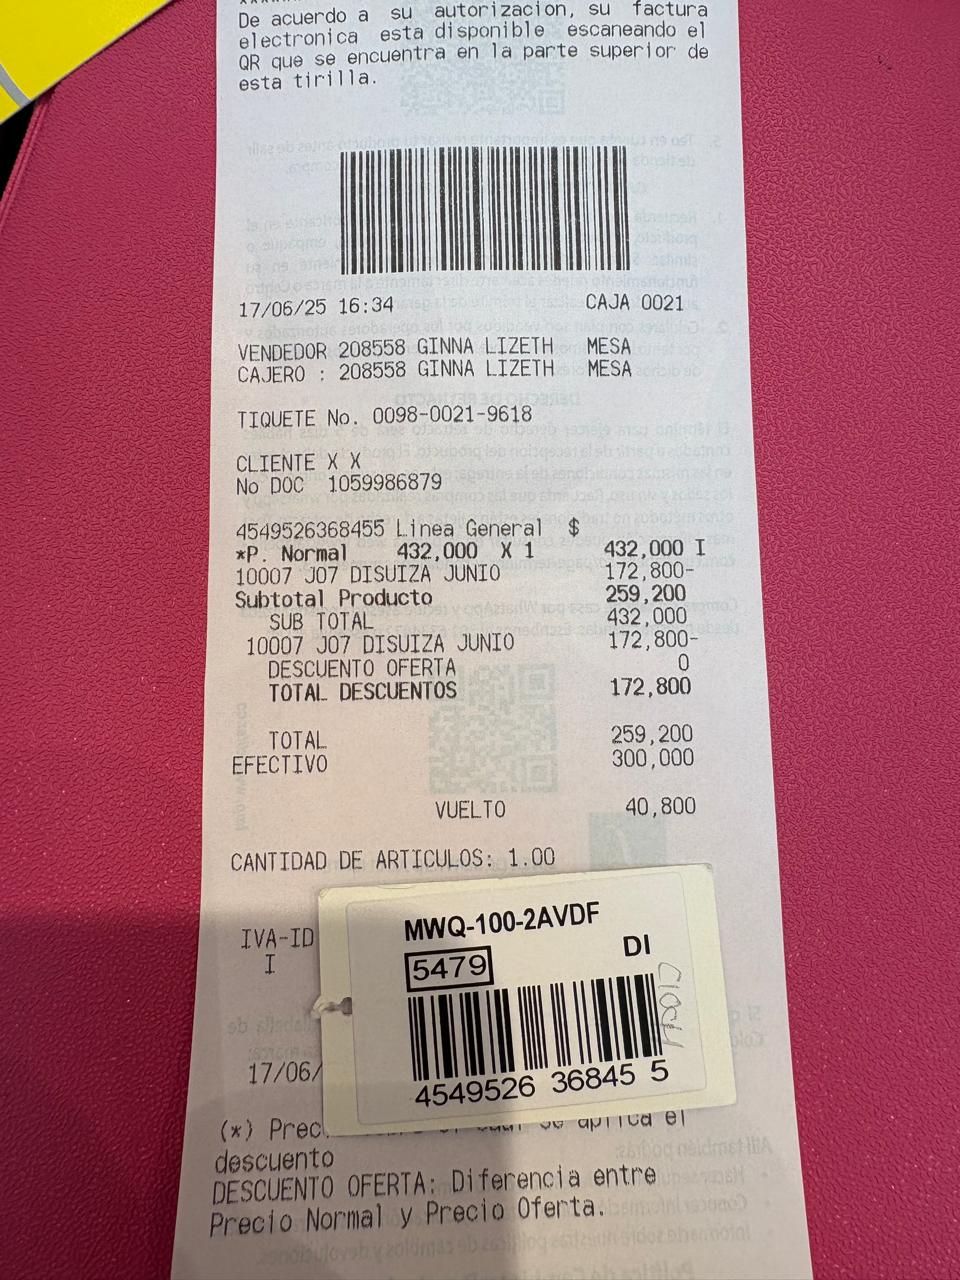 De acuerdo a su autorizacion, su factura
electronica esta disponible escaneando el
QR que se encuentra en la parte superior de
esta tirilla.
17/06/25 16:34 CAJA 0021
VENDEDOR 208558 GINNA LIZETH MESA
CAJERO : 208558 GINNA LIZETH MESA
TIQUETE No. 0098-0021-9618
CLIENTE X X
No DOC 1059986879
4549526368455 Linea General $
*P. Normal 432,000 X 1 432,000 I
10007 J07 DISUIZA JUNIO 172,800-
Subtotal Producto 259,200
SUB TOTAL 432,000
10007 J07 DISUIZA JUNIO 172,800-
DESCUENTO OFERTA 0
TOTAL DESCUENTOS 172,800
TOTAL 259,200
EFECTIVO 300,000
VUELTO 40,800
CANTIDAD DE ARTICULOS: 1.00
IVA-ID
I
MWQ-100-2AVDF
5479 DI
4549526 36845 5
17/06/
(*) el
descuento
DESCUENTO OFERTA: Diferencia entre
Precio Normal y Precio Oferta.